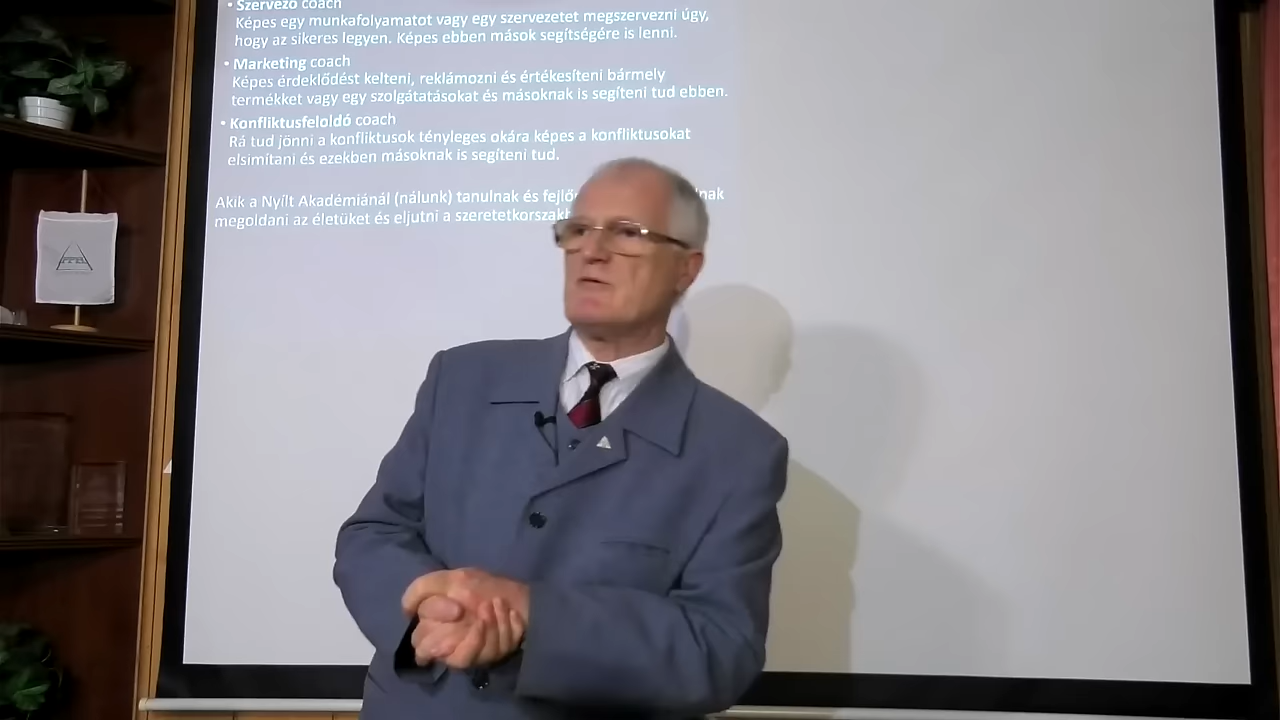 • Szervező coach
Képes egy munkafolyamatot vagy egy szervezetet megszervezni úgy,
hogy az sikeres legyen. Képes ebben mások segítségére is lenni.
• Marketing coach
Képes érdeklődést kelteni, reklámozni és értékesíteni bármely
termékket vagy egy szolgátatásokat és másoknak is segíteni tud ebben.
• Konfliktusfeloldó coach
Rá tud jönni a konfliktusok tényleges okára képes a konfliktusokat
elsimítani és ezekben másoknak is segíteni tud.
Akik a Nyílt Akadémiánál (nálunk) tanulnak és
megoldani az életüket és eljutni a